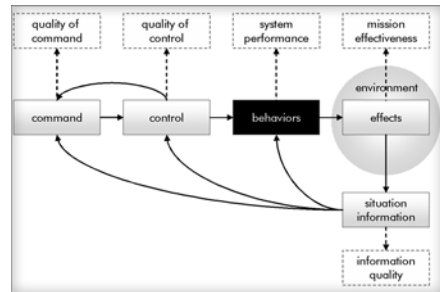 quality of
command
quality of
control
system
performance
mission
effectiveness
environment
command
control
behaviors
effects
situation
information
information
quality